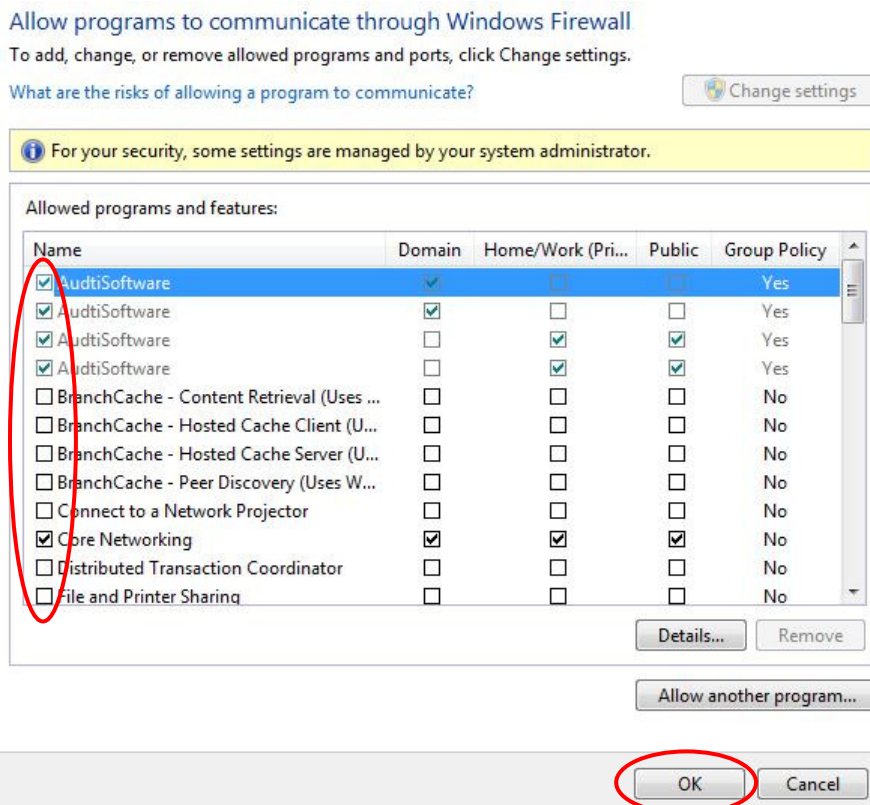 Allow programs to communicate through Windows Firewall
To add, change, or remove allowed programs and ports, click Change settings.
What are the risks of allowing a program to communicate?
Change settings
For your security, some settings are managed by your system administrator.
Allowed programs and features:
Name Domain Home/Work (Pri... Public Group Policy
AudtiSoftware Yes
AudtiSoftware Yes
AudtiSoftware Yes
AudtiSoftware Yes
BranchCache - Content Retrieval (Uses ... No
BranchCache - Hosted Cache Client (U... No
BranchCache - Hosted Cache Server (U... No
BranchCache - Peer Discovery (Uses W... No
Connect to a Network Projector No
Core Networking No
Distributed Transaction Coordinator No
File and Printer Sharing No
Details... Remove
Allow another program...
OK Cancel